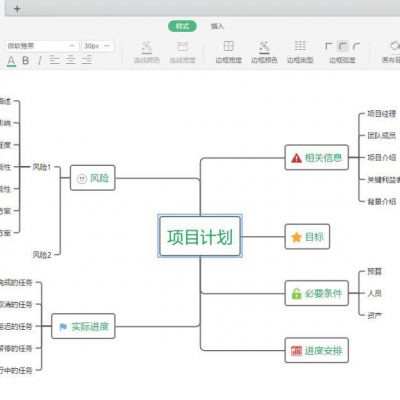 +
样式
插入
微软雅黑
30px
A B I
连线颜色
连线宽度
边框宽度
边框颜色
边框类型
边框弧度
画布背
描述
影响
程度
能性
能性
方案
方案
风险1
风险2
风险
项目计划
相关信息
项目经理
团队成员
项目介绍
关键利益者
背景介绍
目标
必要条件
预算
人员
资产
进度安排
实际进度
完成的任务
取消的任务
延迟的任务
暂停的任务
行中的任务